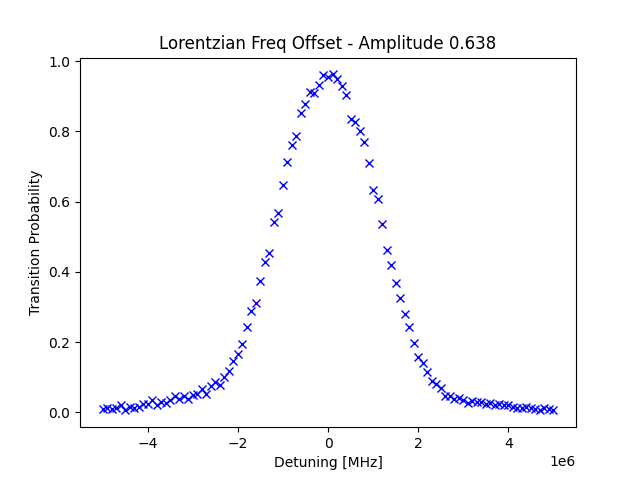 Lorentzian Freq Offset - Amplitude 0.638
1.0
0.8
0.6
0.4
0.2
0.0
Transition Probability
−4
−2
0
2
4
1e6
Detuning [MHz]